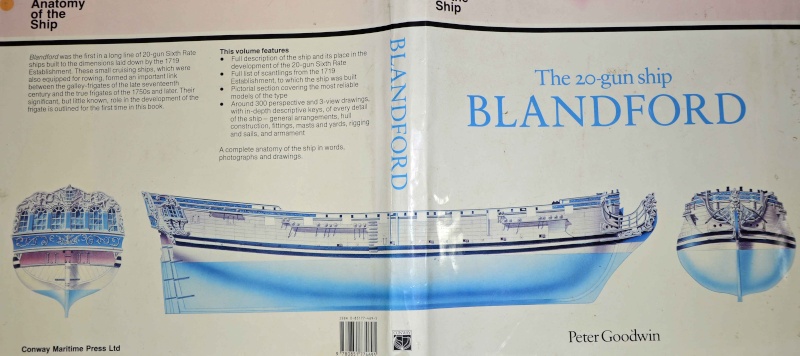 Anatomy
of the
Ship
Blandford was the first in a long line of 20-gun Sixth Rate
ships built to the dimensions laid down by the 1719
Establishment. These small cruising ships, which were
also equipped for rowing, formed an important link
between the galley-frigates of the late seventeenth
century and the true frigates of the 1750s and later. Their
significant, but little known, role in the development of the
frigate is outlined for the first time in this book.
This volume features
● Full description of the ship and its place in the
development of the 20-gun Sixth Rate
● Full list of scantlings from the 1719
Establishment, to which the ship was built
● Pictorial section covering the most reliable
models of the type
● Around 300 perspective and 3-view drawings,
with in-depth descriptive keys, of every detail
of the ship – general arrangements, hull
construction, fittings, masts and yards, rigging
and sails, and armament
A complete anatomy of the ship in words,
photographs and drawings.
Conway Maritime Press Ltd
BLANDFORD
Ship
The 20-gun ship
BLANDFORD
Peter Goodwin